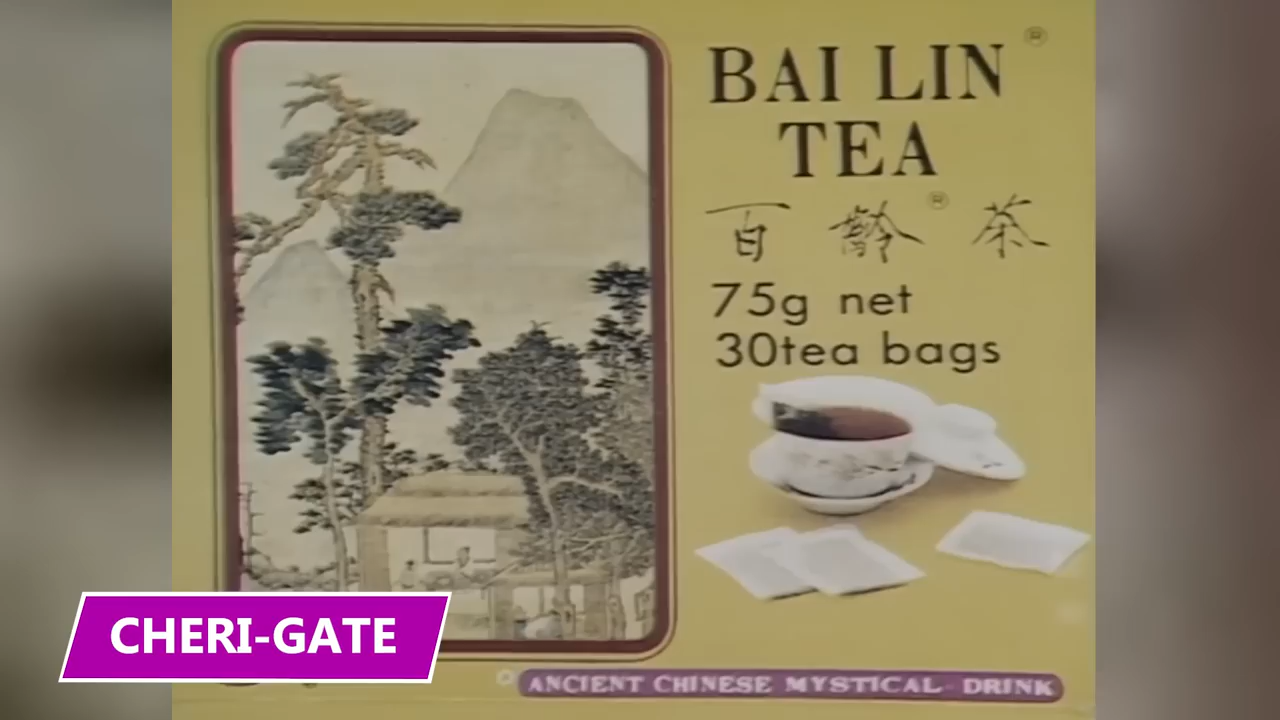 BAI LIN ®
TEA
百齡®茶
75g net
30tea bags
ANCIENT CHINESE MYSTICAL DRINK
CHERI-GATE